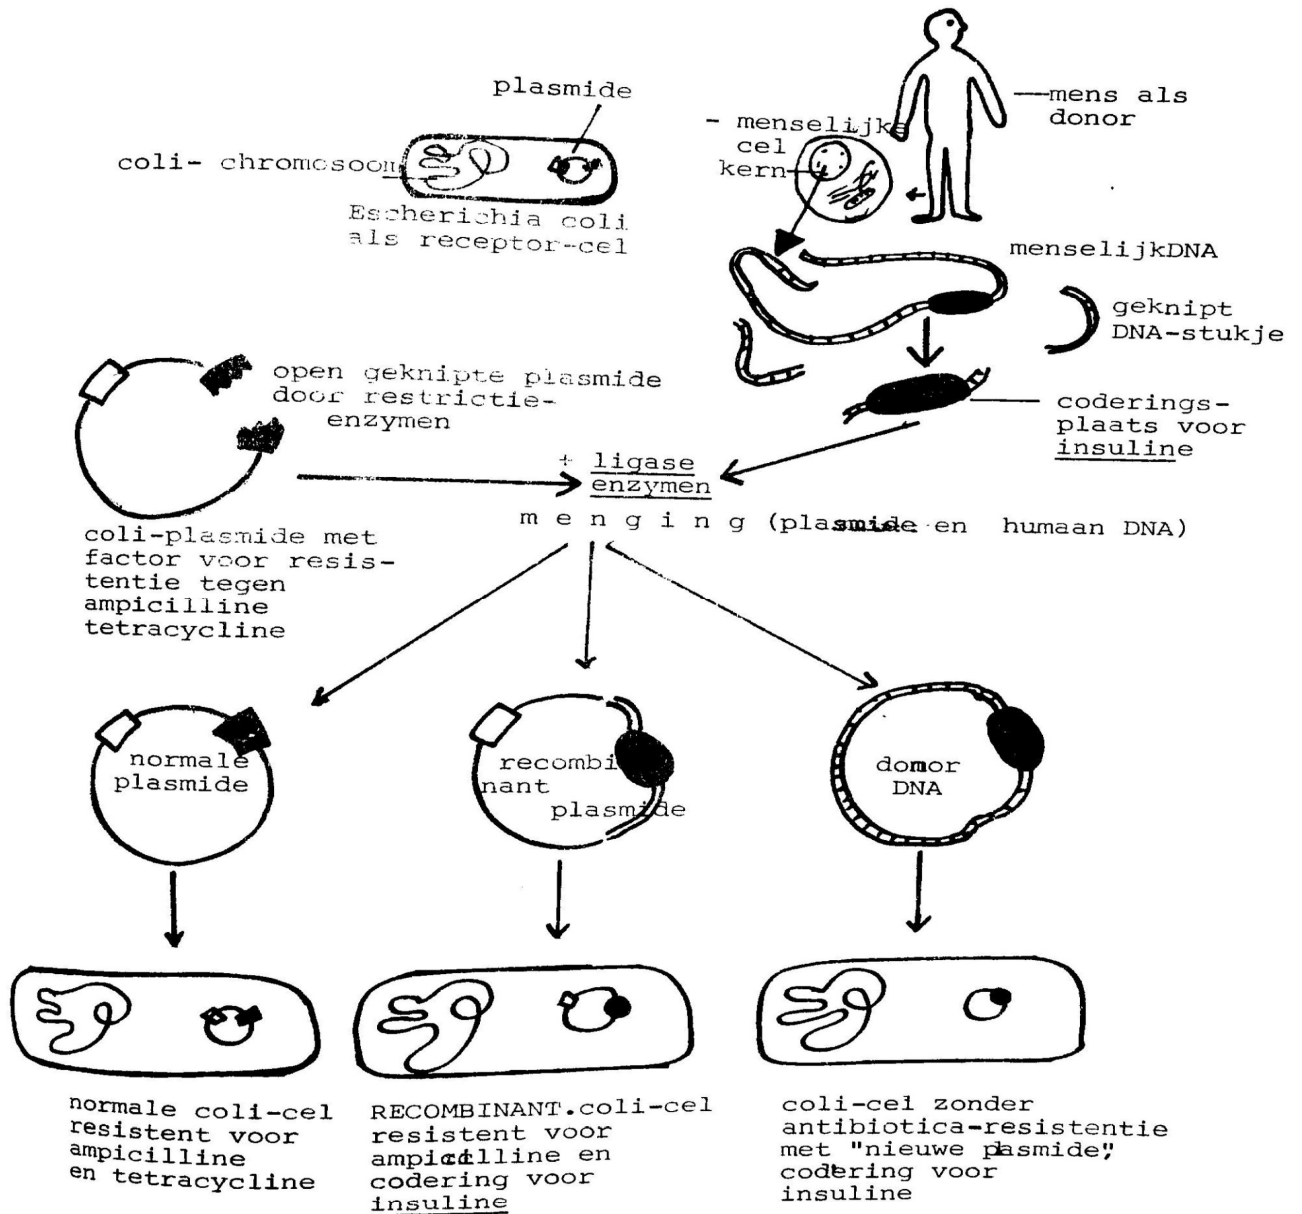 plasmide
coli- chromosoom
Escherichia coli
als receptor-cel
mens als
donor
- menselijke
cel
kern
menselijkDNA
geknipt
DNA-stukje
coderings-
plaats voor
insuline
open geknipte plasmide
door restrictie-
enzymen
+ ligase
enzymen
menging (plasmide en humaan DNA)
coli-plasmide met
factor voor resis-
tentie tegen
ampicilline
tetracycline
normale
plasmide
recombi
nant
plasmide
donor
DNA
normale coli-cel
resistent voor
ampicilline
en tetracycline
RECOMBINANT.coli-cel
resistent voor
ampicilline en
codering voor
insuline
coli-cel zonder
antibiotica-resistentie
met "nieuwe plasmide",
codering voor
insuline